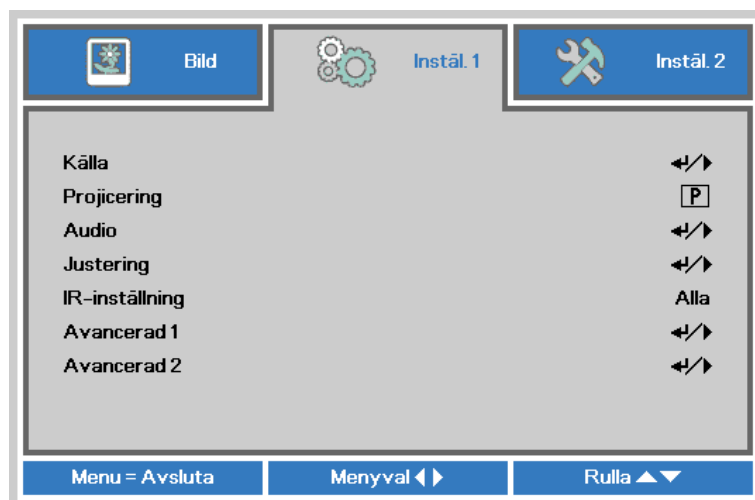 Bild
Instäl. 1
Instäl. 2
Källa
Projicering P
Audio
Justering
IR-inställning Alla
Avancerad 1
Avancerad 2
Menu = Avsluta
Menyval
Rulla